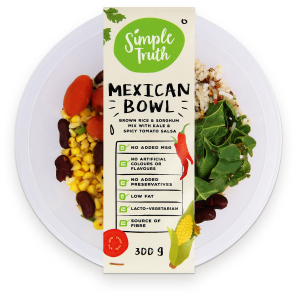 Simple
Truth
MEXICAN
BOWL
BROWN RICE & SORGHUM
MIX WITH KALE &
SPICY TOMATO SALSA
NO ADDED MSG
NO ARTIFICIAL
COLOURS OR
FLAVOURS
NO ADDED
PRESERVATIVES
LOW FAT
LACTO-VEGETARIAN
SOURCE OF
FIBRE
300 g